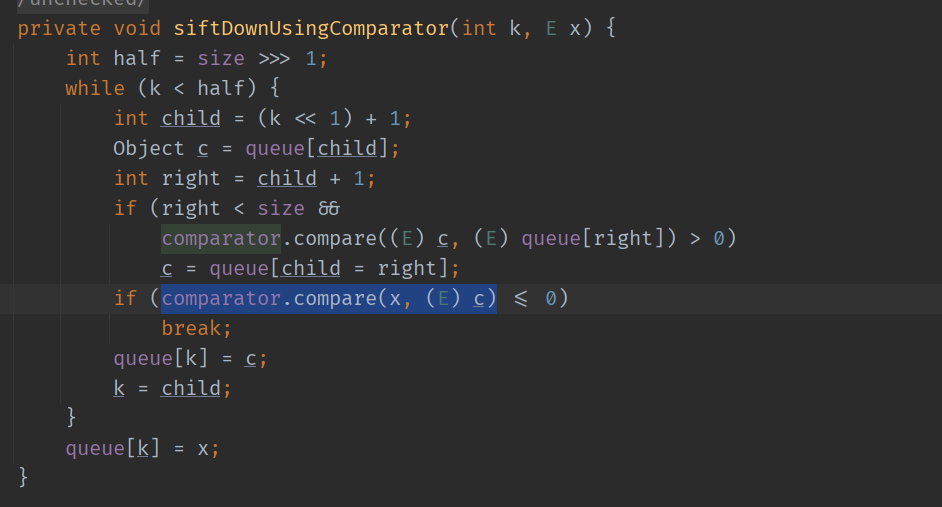 /unchecked/
private void siftDownUsingComparator(int k, E x) {
    int half = size >>> 1;
    while (k < half) {
        int child = (k << 1) + 1;
        Object c = queue[child];
        int right = child + 1;
        if (right < size &&
            comparator.compare((E) c, (E) queue[right]) > 0)
            c = queue[child = right];
        if (comparator.compare(x, (E) c) <= 0)
            break;
        queue[k] = c;
        k = child;
    }
    queue[k] = x;
}